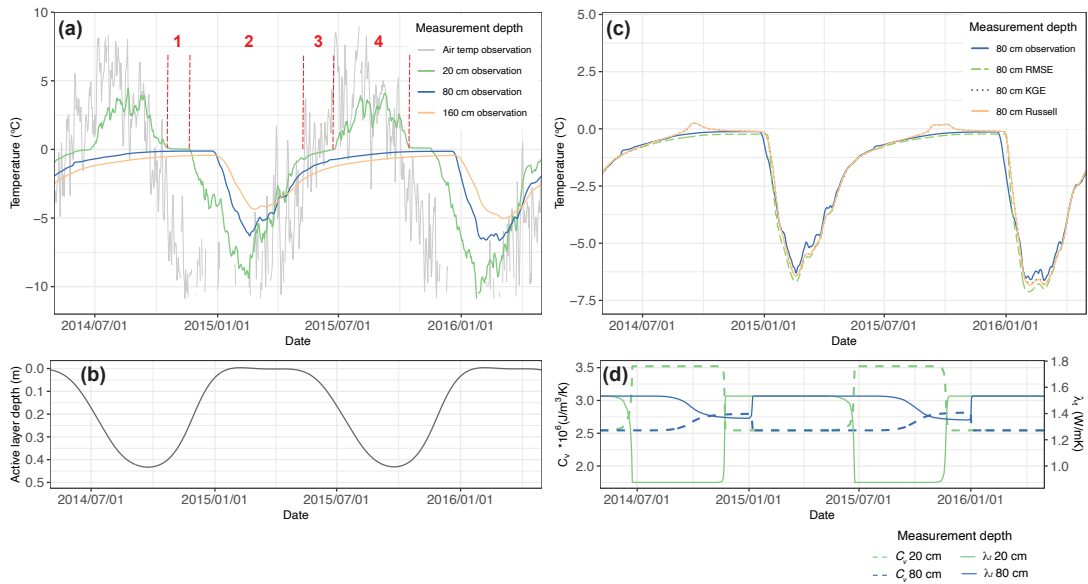 (a)
1
2
3
4
Measurement depth
Air temp observation
20 cm observation
80 cm observation
160 cm observation
10
5
0
−5
−10
Temperature (°C)
2014/07/01 2015/01/01 2015/07/01 2016/01/01
Date
(c)
Measurement depth
80 cm observation
80 cm RMSE
80 cm KGE
80 cm Russell
5.0
2.5
0.0
−2.5
−5.0
−7.5
Temperature (°C)
2014/07/01 2015/01/01 2015/07/01 2016/01/01
Date
(b)
0.0
0.1
0.2
0.3
0.4
0.5
Active layer depth (m)
2014/07/01 2015/01/01 2015/07/01 2016/01/01
Date
(d)
3.5
3.0
2.5
2.0
Cᵥ *10⁶(J/m³/K)
1.8
1.6
1.4
1.2
1.0
λₜ (W/mK)
2014/07/01 2015/01/01 2015/07/01 2016/01/01
Date
Measurement depth
Cᵥ 20 cm λₜ 20 cm
Cᵥ 80 cm λₜ 80 cm